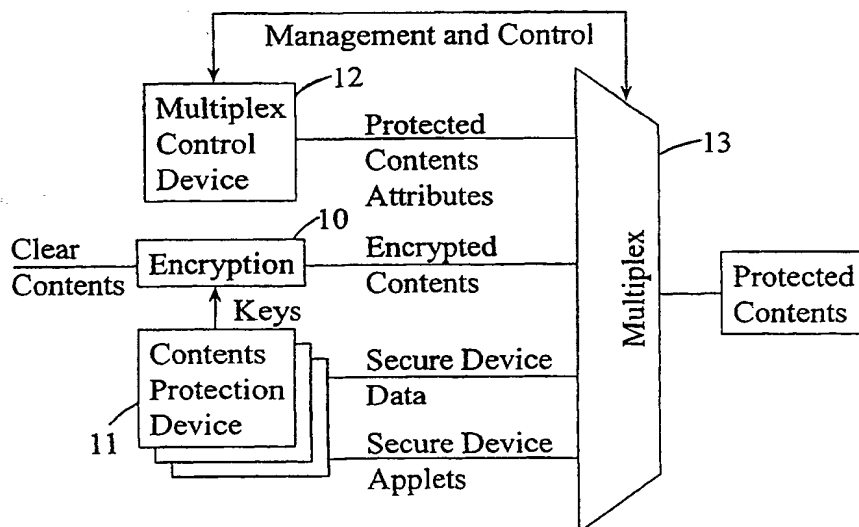 Management and Control
12
Multiplex
Control
Device
Protected
Contents
Attributes
13
10
Clear
Contents
Encryption
Encrypted
Contents
Multiplex
Protected
Contents
Keys
Contents
Protection
Device
11
Secure Device
Data
Secure Device
Applets